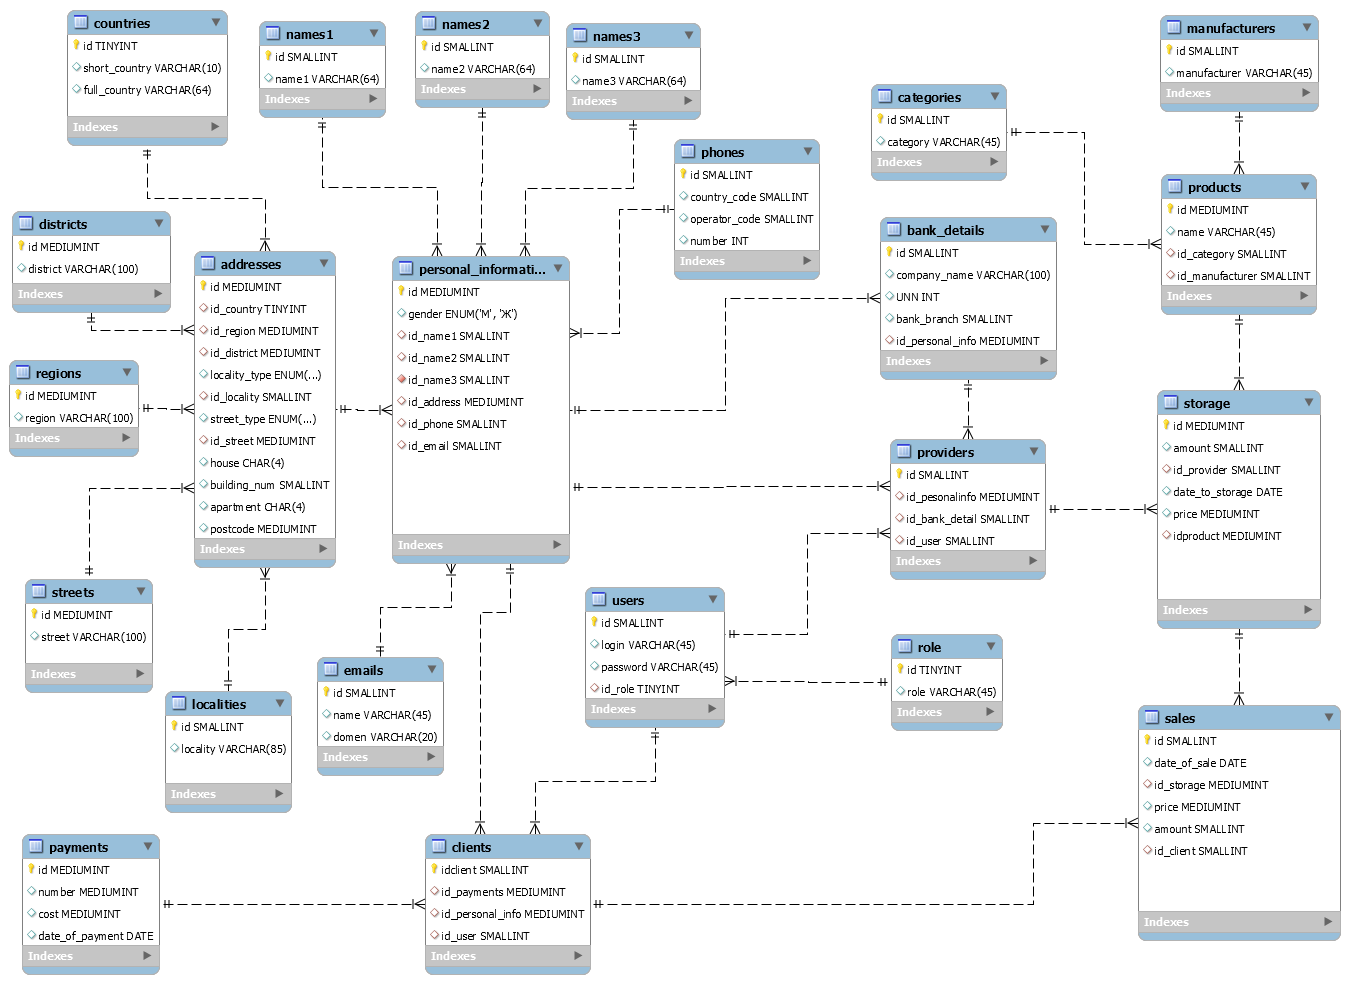 countries
id TINYINT
short_country VARCHAR(10)
full_country VARCHAR(64)
Indexes
names1
id SMALLINT
name1 VARCHAR(64)
Indexes
names2
id SMALLINT
name2 VARCHAR(64)
Indexes
names3
id SMALLINT
name3 VARCHAR(64)
Indexes
manufacturers
id SMALLINT
manufacturer VARCHAR(45)
Indexes
categories
id SMALLINT
category VARCHAR(45)
Indexes
phones
id SMALLINT
country_code SMALLINT
operator_code SMALLINT
number INT
Indexes
products
id MEDIUMINT
name VARCHAR(45)
id_category SMALLINT
id_manufacturer SMALLINT
Indexes
districts
id MEDIUMINT
district VARCHAR(100)
Indexes
addresses
id MEDIUMINT
id_country TINYINT
id_region MEDIUMINT
id_district MEDIUMINT
locality_type ENUM(...)
id_locality SMALLINT
street_type ENUM(...)
id_street MEDIUMINT
house CHAR(4)
building_num SMALLINT
apartment CHAR(4)
postcode MEDIUMINT
Indexes
personal_informati...
id MEDIUMINT
gender ENUM('М', 'Ж')
id_name1 SMALLINT
id_name2 SMALLINT
id_name3 SMALLINT
id_address MEDIUMINT
id_phone SMALLINT
id_email SMALLINT
Indexes
bank_details
id SMALLINT
company_name VARCHAR(100)
UNN INT
bank_branch SMALLINT
id_personal_info MEDIUMINT
Indexes
regions
id MEDIUMINT
region VARCHAR(100)
Indexes
storage
id MEDIUMINT
amount SMALLINT
id_provider SMALLINT
date_to_storage DATE
price MEDIUMINT
idproduct MEDIUMINT
Indexes
providers
id SMALLINT
id_pesonalinfo MEDIUMINT
id_bank_detail SMALLINT
id_user SMALLINT
Indexes
streets
id MEDIUMINT
street VARCHAR(100)
Indexes
users
id SMALLINT
login VARCHAR(45)
password VARCHAR(45)
id_role TINYINT
Indexes
role
id TINYINT
role VARCHAR(45)
Indexes
emails
id SMALLINT
name VARCHAR(45)
domen VARCHAR(20)
Indexes
localities
id SMALLINT
locality VARCHAR(85)
Indexes
sales
id SMALLINT
date_of_sale DATE
id_storage MEDIUMINT
price MEDIUMINT
amount SMALLINT
id_client SMALLINT
Indexes
payments
id MEDIUMINT
number MEDIUMINT
cost MEDIUMINT
date_of_payment DATE
Indexes
clients
idclient SMALLINT
id_payments MEDIUMINT
id_personal_info MEDIUMINT
id_user SMALLINT
Indexes